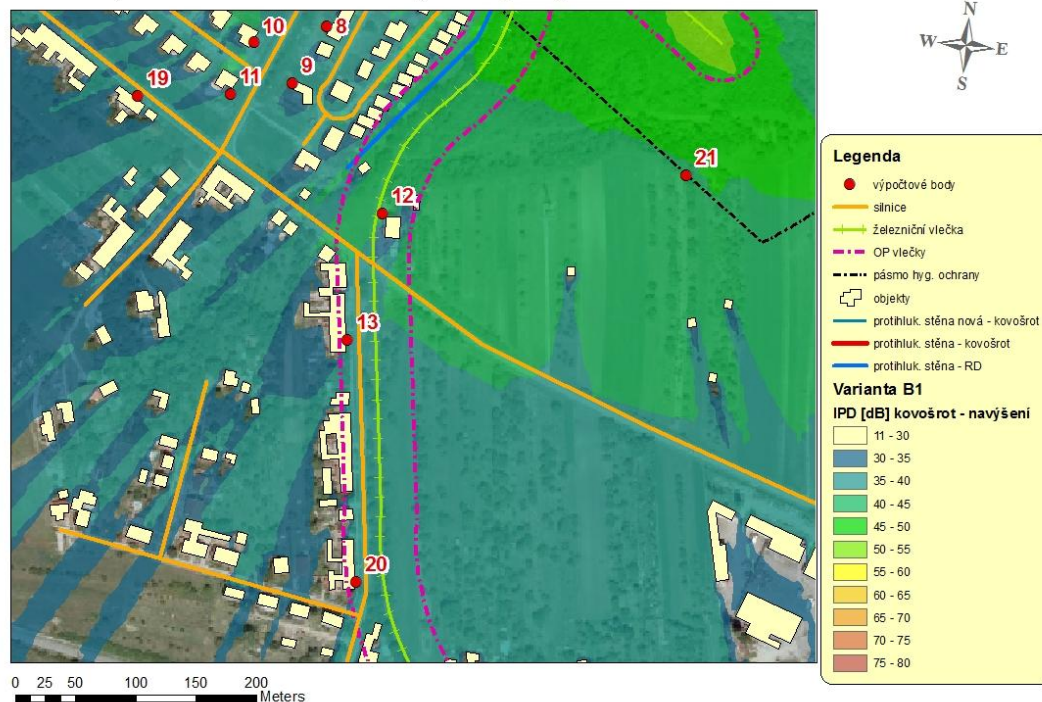 10
8
9
19
11
21
12
13
20
N
W
E
S
Legenda
výpočtové body
silnice
železniční vlečka
OP vlečky
pásmo hyg. ochrany
objekty
protihluk. stěna nová - kovošrot
protihluk. stěna - kovošrot
protihluk. stěna - RD
Varianta B1
IPD [dB] kovošrot - navýšení
11 - 30
30 - 35
35 - 40
40 - 45
45 - 50
50 - 55
55 - 60
60 - 65
65 - 70
70 - 75
75 - 80
0 25 50 100 150 200
Meters